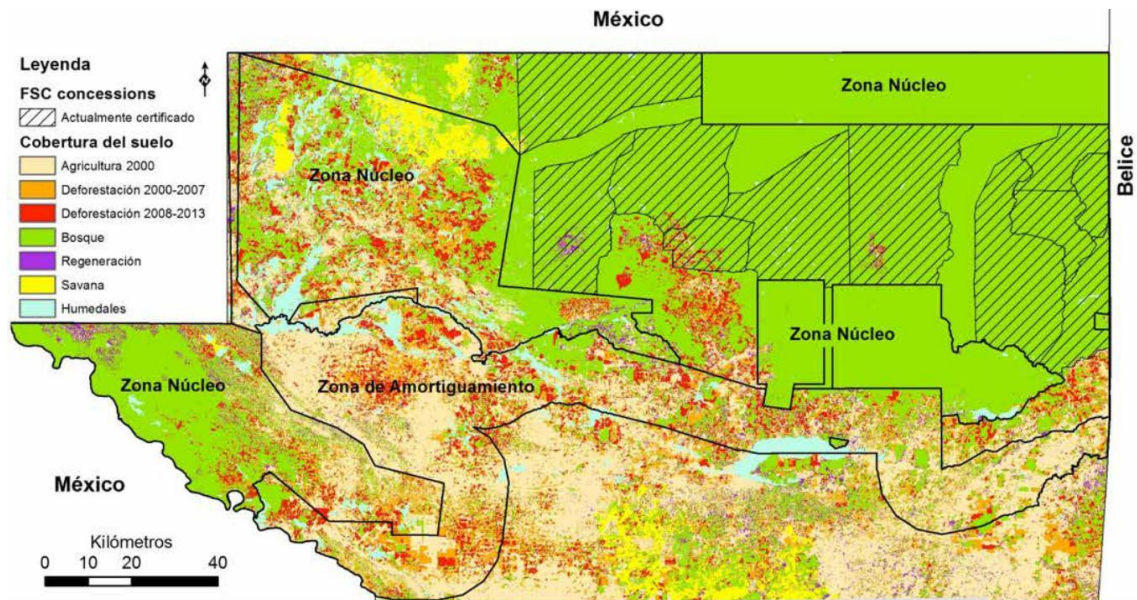 México
Leyenda
N
FSC concessions
Actualmente certificado
Cobertura del suelo
Agricultura 2000
Deforestación 2000-2007
Deforestación 2008-2013
Bosque
Regeneración
Savana
Humedales
Zona Núcleo
Belice
Zona Núcleo
Zona Núcleo
Zona Núcleo
Zona de Amortiguamiento
México
Kilómetros
0 10 20 40